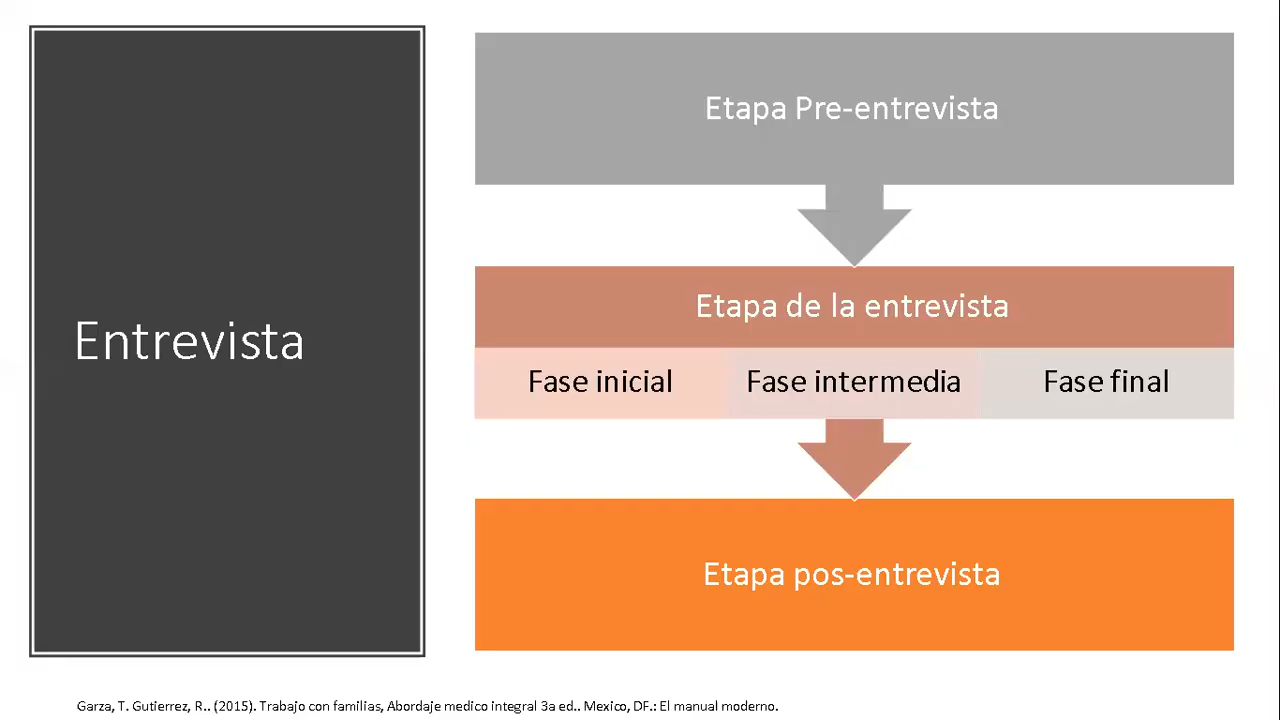 Entrevista
Etapa Pre-entrevista
Etapa de la entrevista
Fase inicial
Fase intermedia
Fase final
Etapa pos-entrevista
Garza, T. Gutierrez, R.. (2015). Trabajo con familias, Abordaje medico integral 3a ed.. Mexico, DF.: El manual moderno.